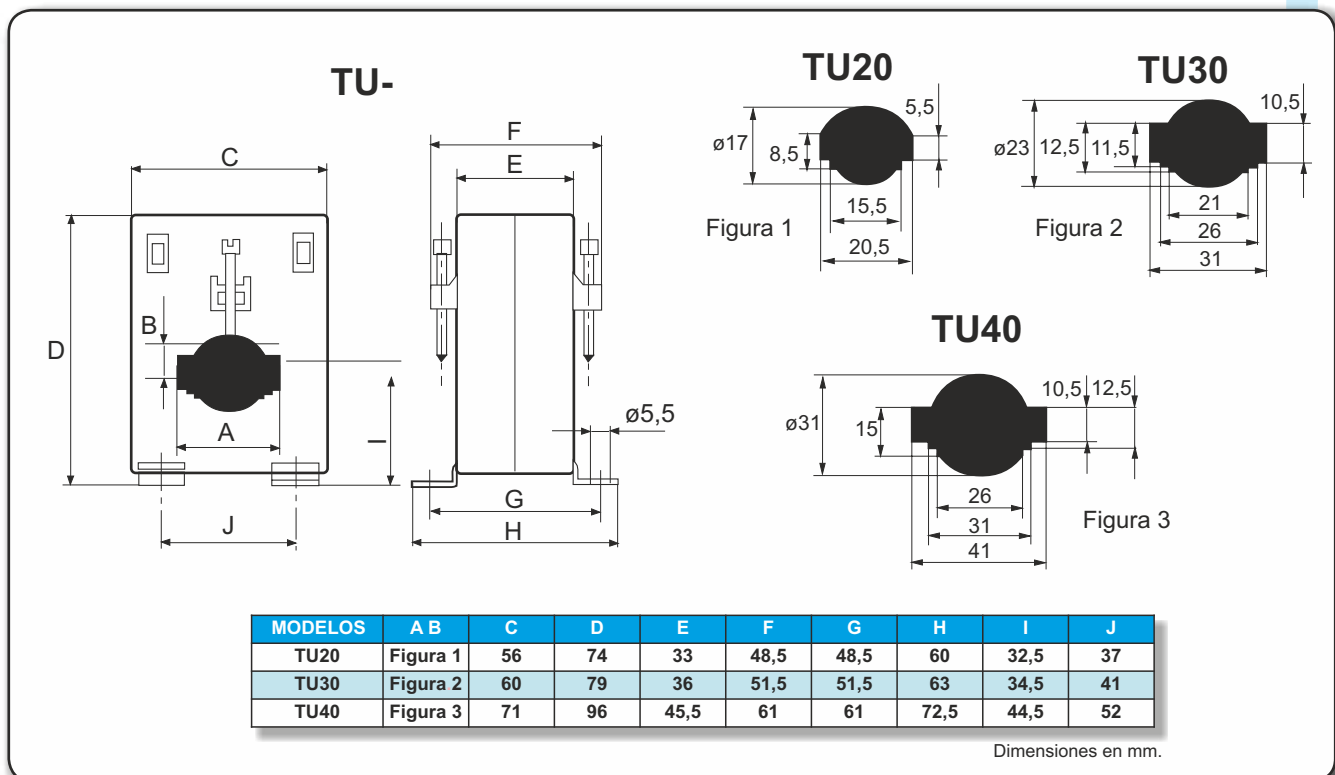 TU-
C
D
B
A
I
J
F
E
ø5,5
G
H
TU20
5,5
ø17
8,5
15,5
20,5
Figura 1
TU30
10,5
ø23
12,5
11,5
21
26
31
Figura 2
TU40
10,5
12,5
ø31
15
26
31
41
Figura 3
MODELOS A B C D E F G H I J
TU20 Figura 1 56 74 33 48,5 48,5 60 32,5 37
TU30 Figura 2 60 79 36 51,5 51,5 63 34,5 41
TU40 Figura 3 71 96 45,5 61 61 72,5 44,5 52
Dimensiones en mm.